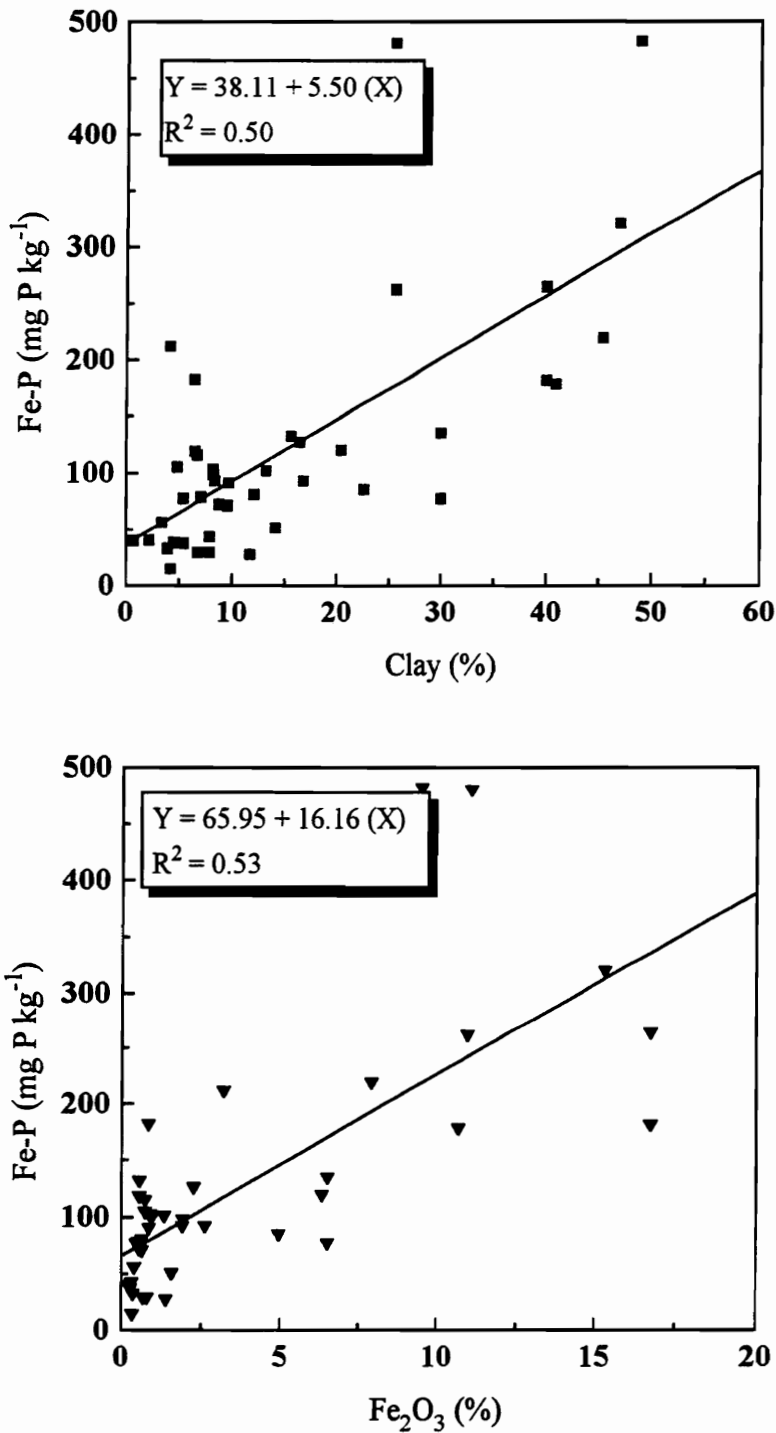 500
400
300
200
100
0
Fe-P (mg P kg⁻¹)
Y = 38.11 + 5.50 (X)
R² = 0.50
0 10 20 30 40 50 60
Clay (%)
500
400
300
200
100
0
Fe-P (mg P kg⁻¹)
Y = 65.95 + 16.16 (X)
R² = 0.53
0 5 10 15 20
Fe₂O₃ (%)